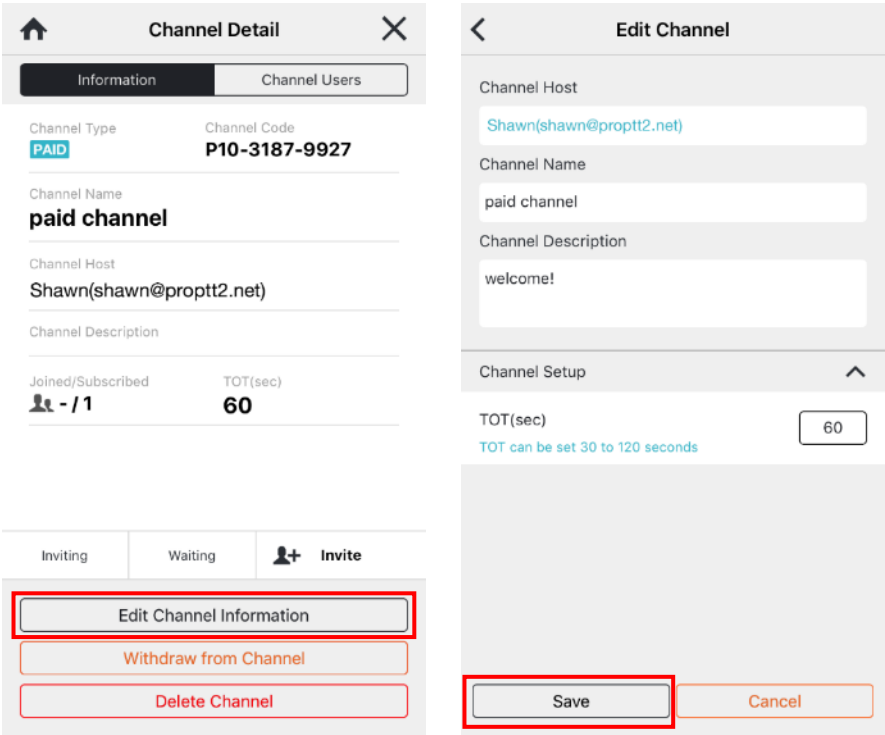 Channel Detail
Information
Channel Users
Channel Type
Channel Code
PAID
P10-3187-9927
Channel Name
paid channel
Channel Host
Shawn(shawn@proptt2.net)
Channel Description
Joined/Subscribed
TOT(sec)
- / 1
60
Inviting
Waiting
Invite
Edit Channel Information
Withdraw from Channel
Delete Channel
Edit Channel
Channel Host
Shawn(shawn@proptt2.net)
Channel Name
paid channel
Channel Description
welcome!
Channel Setup
TOT(sec)
60
TOT can be set 30 to 120 seconds
Save
Cancel